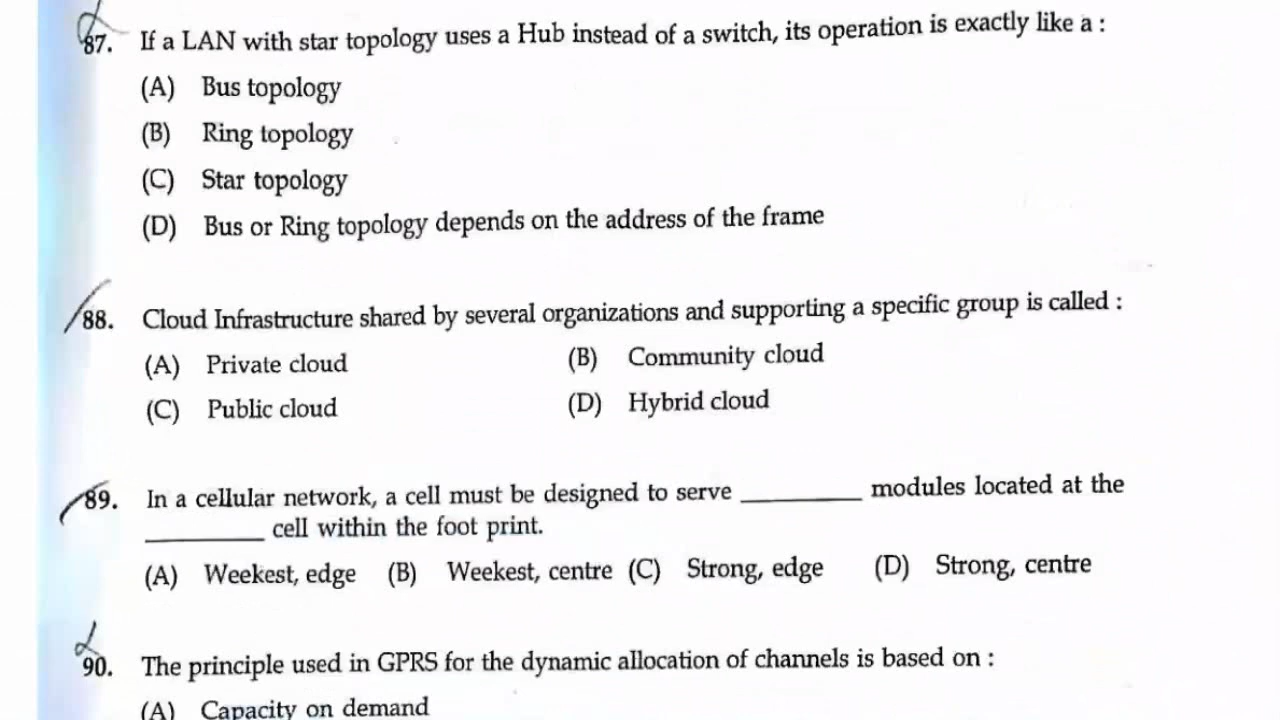 87. If a LAN with star topology uses a Hub instead of a switch, its operation is exactly like a :
(A) Bus topology
(B) Ring topology
(C) Star topology
(D) Bus or Ring topology depends on the address of the frame
88. Cloud Infrastructure shared by several organizations and supporting a specific group is called :
(A) Private cloud (B) Community cloud
(C) Public cloud (D) Hybrid cloud
89. In a cellular network, a cell must be designed to serve __________ modules located at the
__________ cell within the foot print.
(A) Weekest, edge (B) Weekest, centre (C) Strong, edge (D) Strong, centre
90. The principle used in GPRS for the dynamic allocation of channels is based on :
(A) Capacity on demand